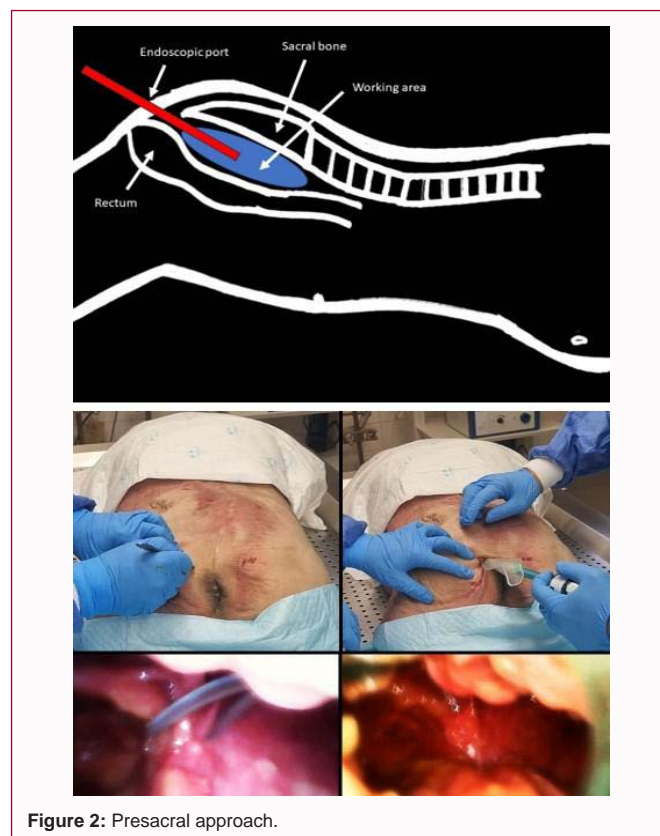 Endoscopic port
Sacral bone
Working area
Rectum
Figure 2: Presacral approach.